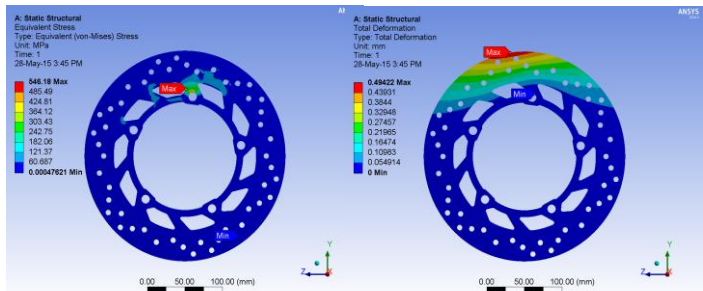 A: Static Structural
Equivalent Stress
Type: Equivalent (von-Mises) Stress
Unit: MPa
Time: 1
28-May-15 3:45 PM
546.18 Max
485.49
424.81
364.12
303.43
242.75
182.06
121.37
60.687
0.00047621 Min
Max
Min
Y
Z
X
0.00
50.00
100.00 (mm)
A: Static Structural
Total Deformation
Type: Total Deformation
Unit: mm
Time: 1
28-May-15 3:45 PM
0.49422 Max
0.43931
0.3844
0.32948
0.27457
0.21965
0.16474
0.10983
0.054914
0 Min
Max
Min
ANSYS
Y
Z
X
0.00
50.00
100.00 (mm)